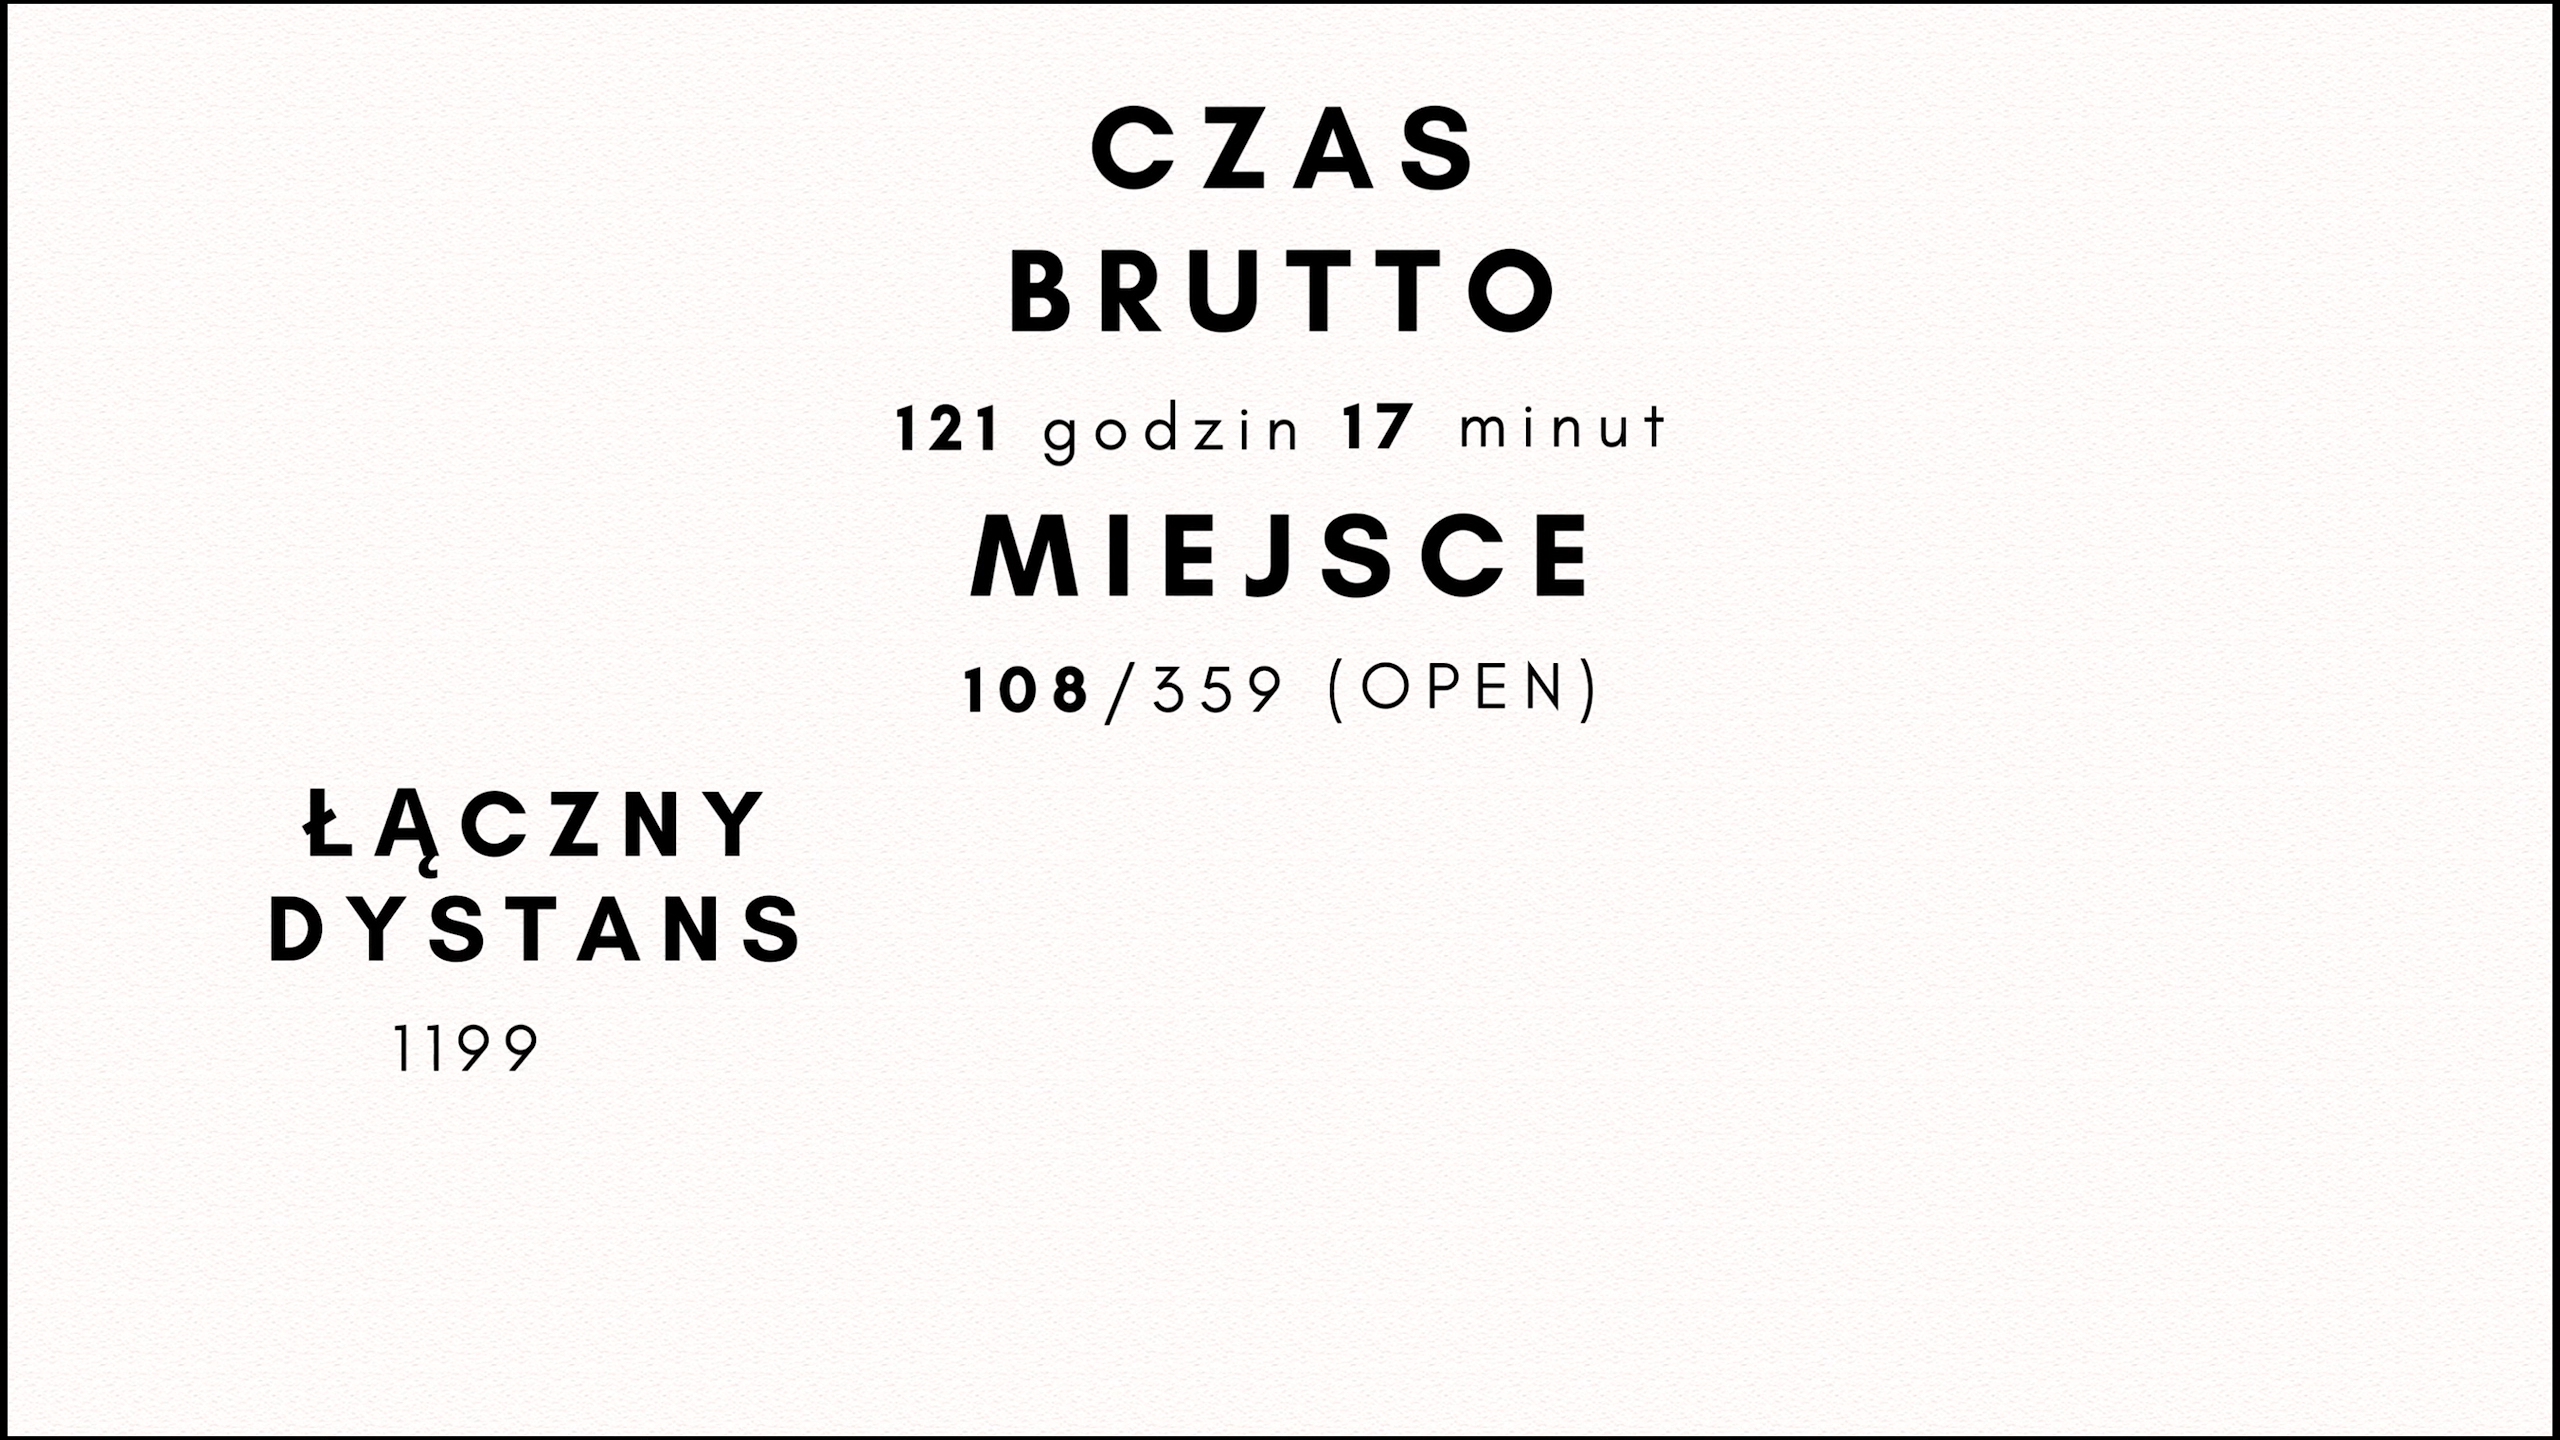 CZAS
BRUTTO
121 godzin 17 minut
MIEJSCE
108/359 (OPEN)
ŁĄCZNY
DYSTANS
1199